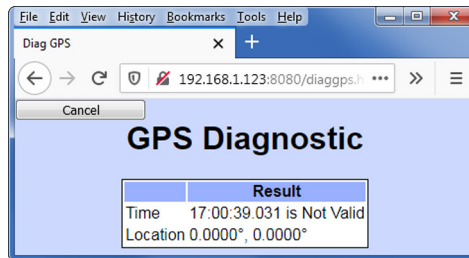 File Edit View History Bookmarks Tools Help
Diag GPS
192.168.1.123:8080/diaggps.h
Cancel
GPS Diagnostic
Result
Time 17:00:39.031 is Not Valid
Location 0.0000°, 0.0000°